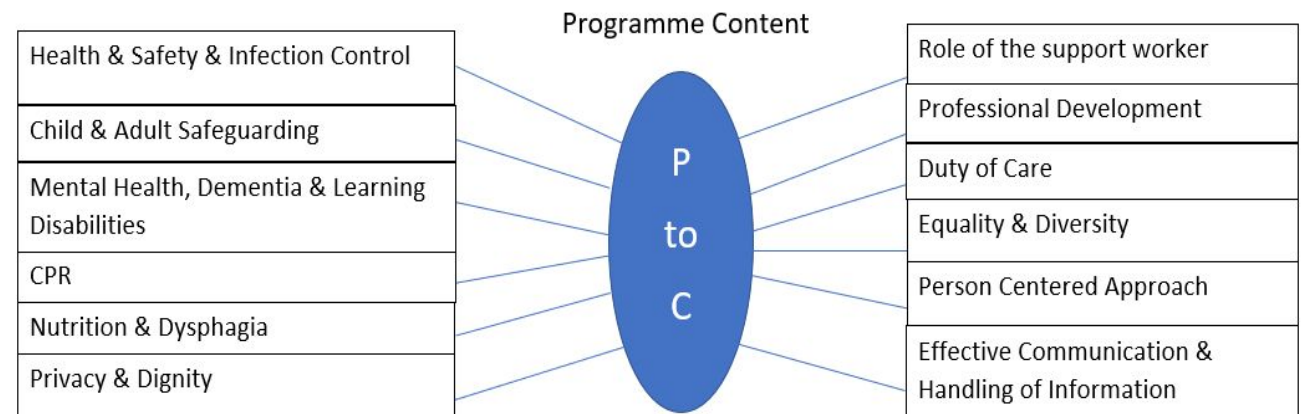 Programme Content
Health & Safety & Infection Control
Child & Adult Safeguarding
Mental Health, Dementia & Learning
Disabilities
CPR
Nutrition & Dysphagia
Privacy & Dignity
P
to
C
Role of the support worker
Professional Development
Duty of Care
Equality & Diversity
Person Centered Approach
Effective Communication &
Handling of Information